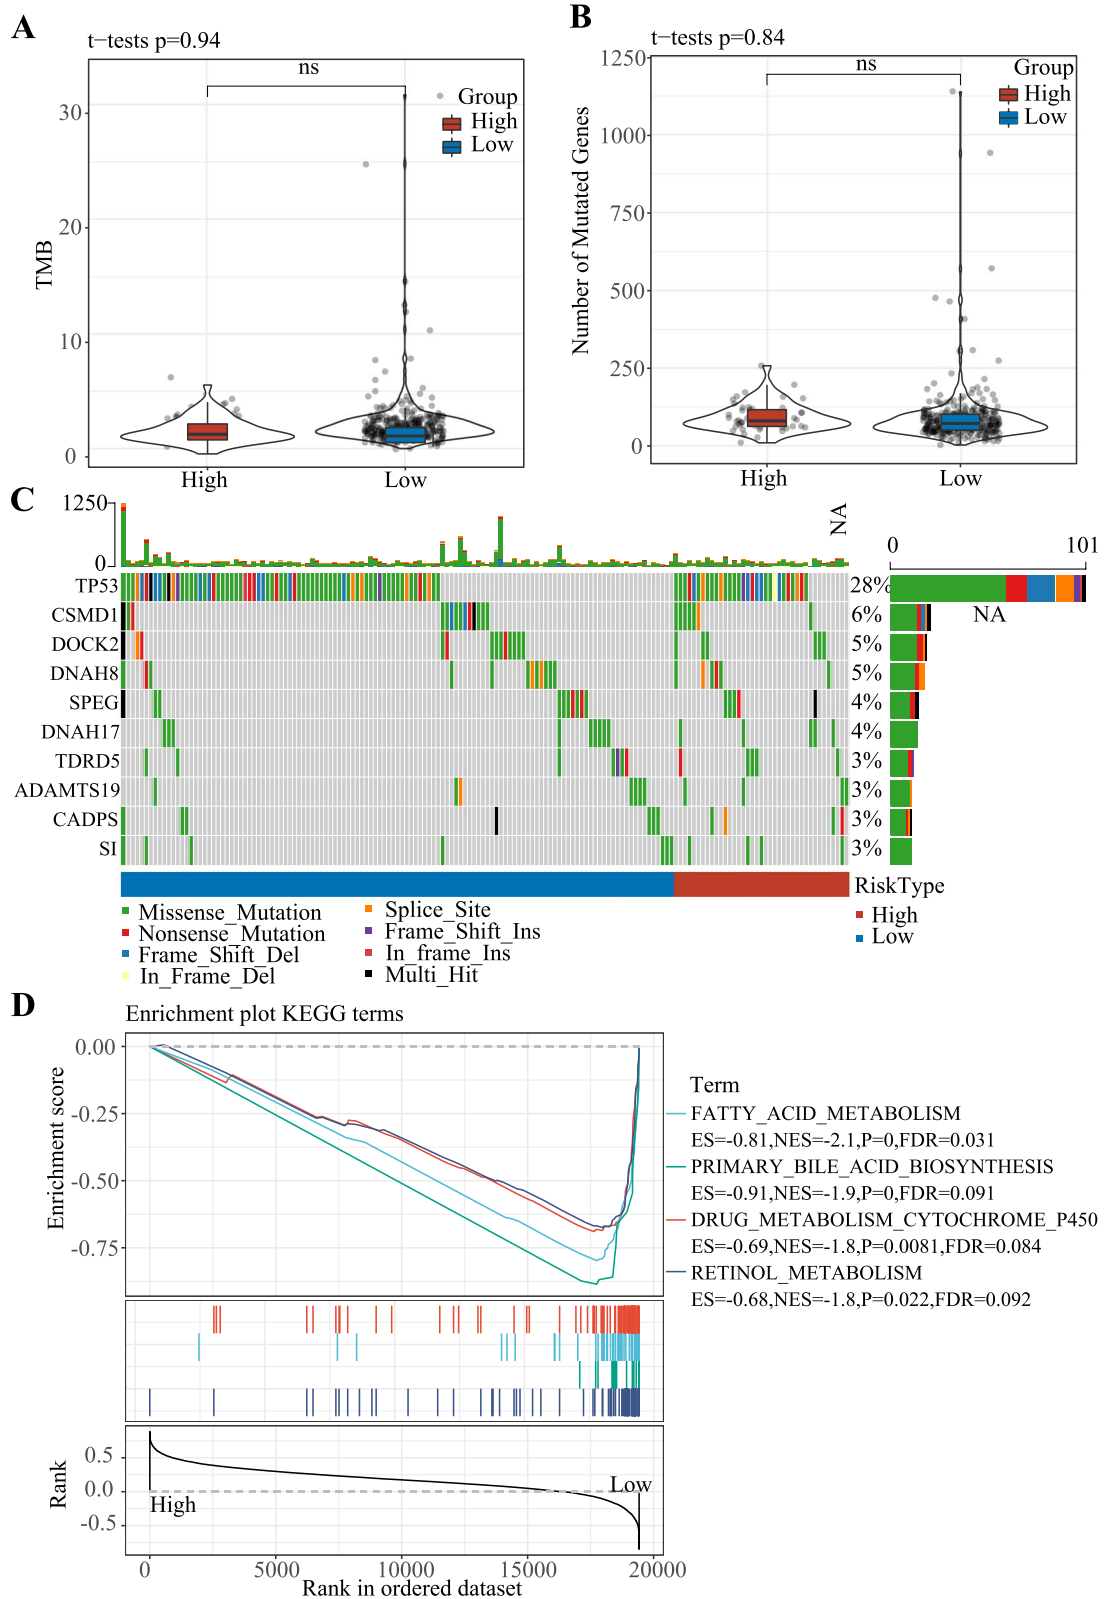 A
t−tests p=0.94
ns
Group
High
Low
TMB
30
20
10
0
High
Low
B
t−tests p=0.84
ns
Group
High
Low
Number of Mutated Genes
1250
1000
750
500
250
0
High
Low
C
1250
0
NA
0
101
TP53
28%
CSMD1
6%
NA
DOCK2
5%
DNAH8
5%
SPEG
4%
DNAH17
4%
TDRD5
3%
ADAMTS19
3%
CADPS
3%
SI
3%
RiskType
High
Low
Missense_Mutation
Nonsense_Mutation
Frame_Shift_Del
In_Frame_Del
Splice_Site
Frame_Shift_Ins
In_frame_Ins
Multi_Hit
D
Enrichment plot KEGG terms
Enrichment score
0.00
-0.25
-0.50
-0.75
Term
FATTY_ACID_METABOLISM
ES=-0.81,NES=-2.1,P=0,FDR=0.031
PRIMARY_BILE_ACID_BIOSYNTHESIS
ES=-0.91,NES=-1.9,P=0,FDR=0.091
DRUG_METABOLISM_CYTOCHROME_P450
ES=-0.69,NES=-1.8,P=0.0081,FDR=0.084
RETINOL_METABOLISM
ES=-0.68,NES=-1.8,P=0.022,FDR=0.092
Rank
0.5
0.0
-0.5
High
Low
0
5000
10000
15000
20000
Rank in ordered dataset